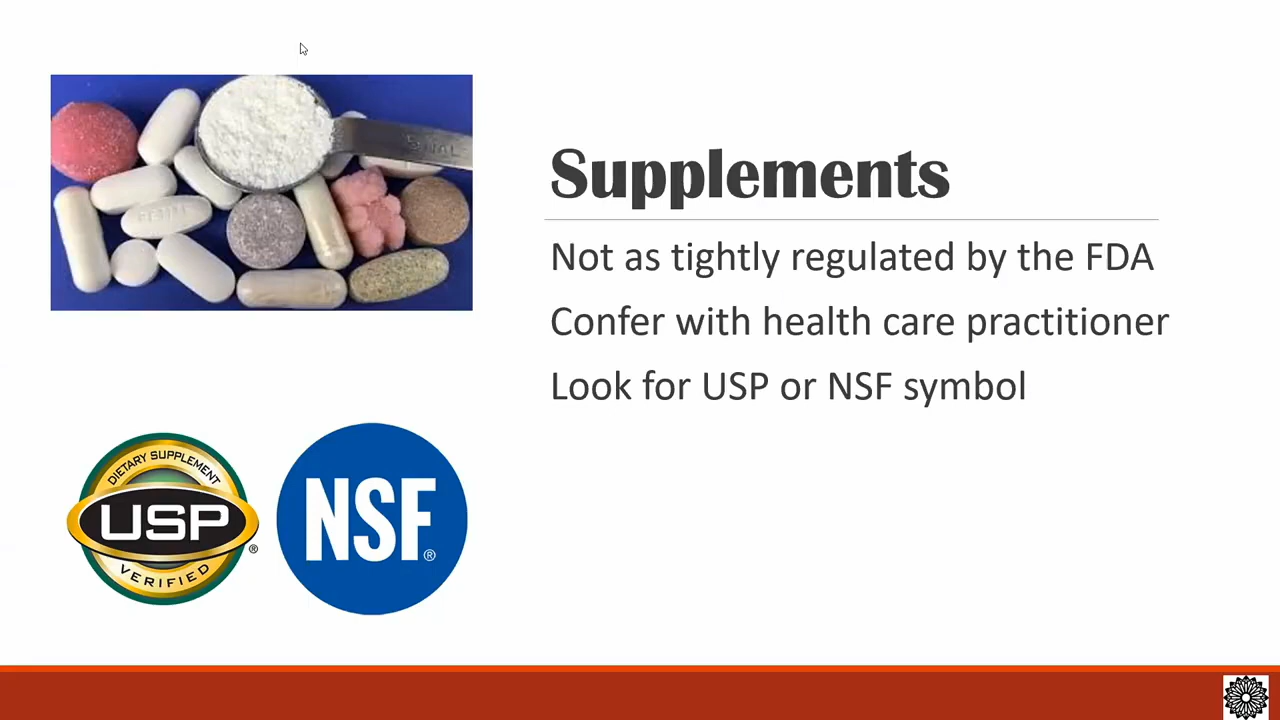 Supplements
Not as tightly regulated by the FDA
Confer with health care practitioner
Look for USP or NSF symbol
DIETARY SUPPLEMENT
USP
VERIFIED
®
NSF
®